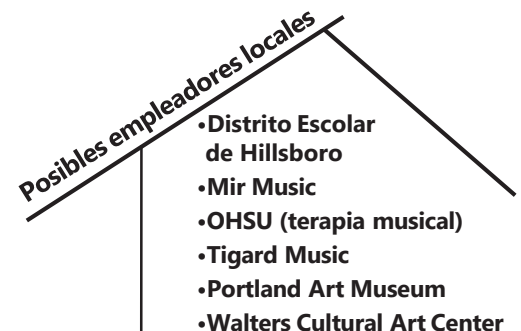 Posibles empleadores locales
•Distrito Escolar
de Hillsboro
•Mir Music
•OHSU (terapia musical)
•Tigard Music
•Portland Art Museum
•Walters Cultural Art Center